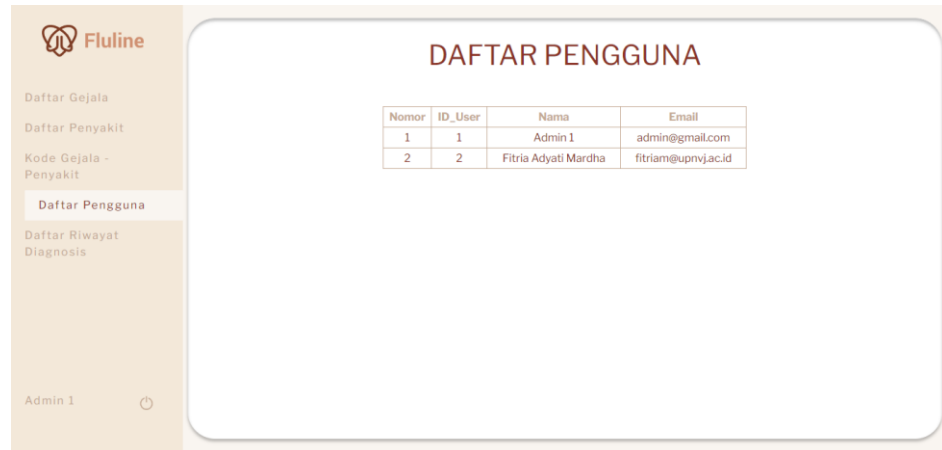 Fluline
Daftar Gejala
Daftar Penyakit
Kode Gejala -
Penyakit
Daftar Pengguna
Daftar Riwayat
Diagnosis
Admin 1
DAFTAR PENGGUNA
Nomor ID_User Nama Email
1 1 Admin 1 admin@gmail.com
2 2 Fitria Adyati Mardha fitriam@upnvj.ac.id